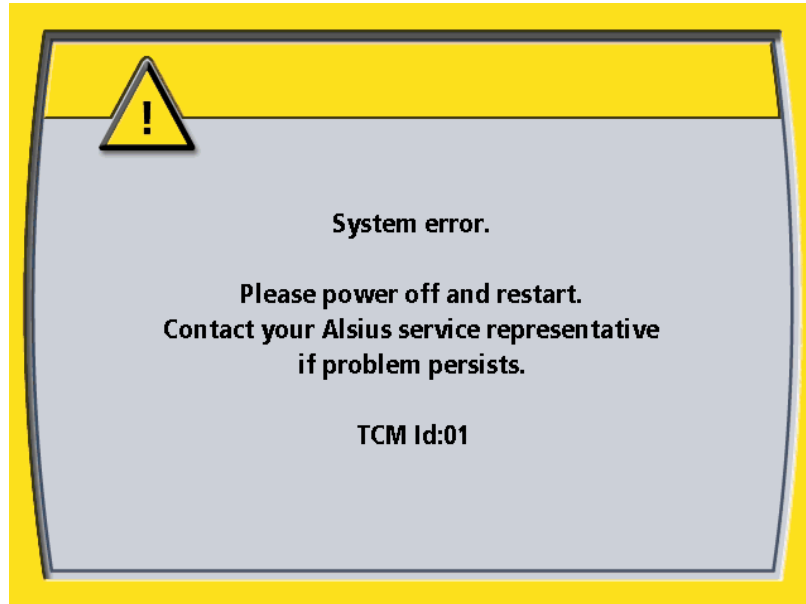 !
System error.
Please power off and restart.
Contact your Alsius service representative
if problem persists.
TCM Id:01